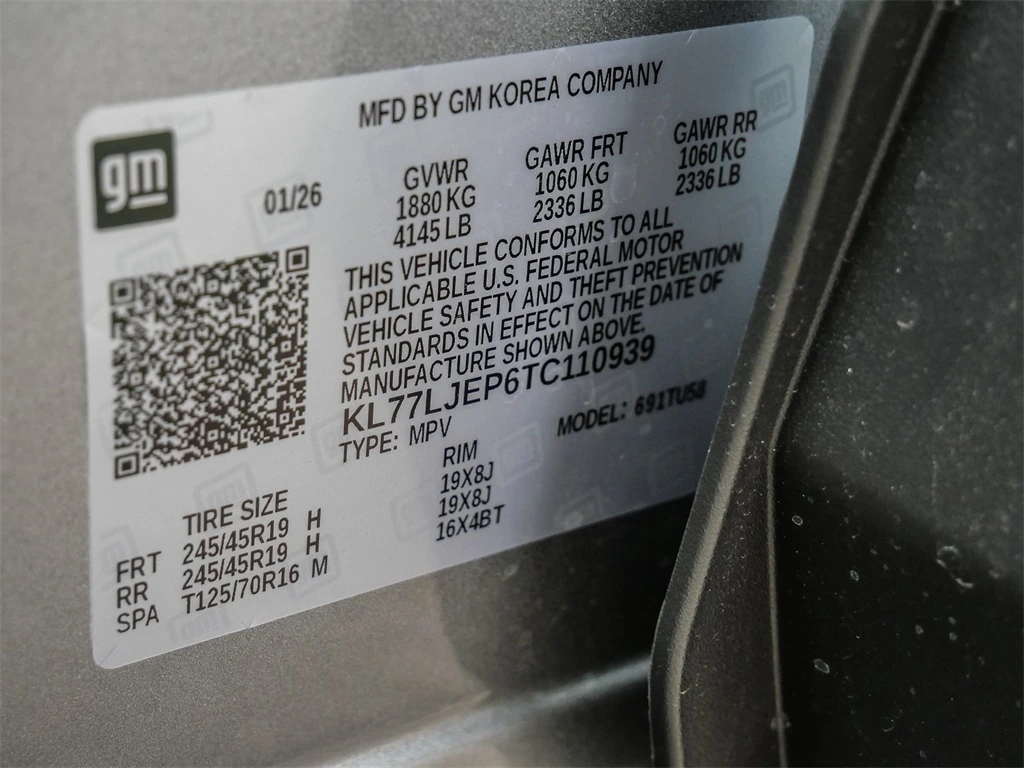 MFD BY GM KOREA COMPANY
gm
01/26
GVWR
1880 KG
4145 LB
GAWR FRT
1060 KG
2336 LB
GAWR RR
1060 KG
2336 LB
THIS VEHICLE CONFORMS TO ALL
APPLICABLE U.S. FEDERAL MOTOR
VEHICLE SAFETY AND THEFT PREVENTION
STANDARDS IN EFFECT ON THE DATE OF
MANUFACTURE SHOWN ABOVE.
KL77LJEP6TC110939
TYPE: MPV MODEL: 691TU58
TIRE SIZE RIM
FRT 245/45R19 H 19X8J
RR 245/45R19 H 19X8J
SPA T125/70R16 M 16X4BT